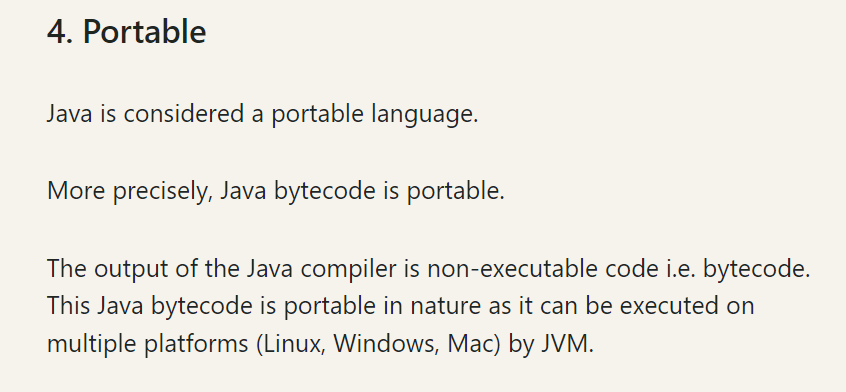 4. Portable
Java is considered a portable language.
More precisely, Java bytecode is portable.
The output of the Java compiler is non-executable code i.e. bytecode.
This Java bytecode is portable in nature as it can be executed on
multiple platforms (Linux, Windows, Mac) by JVM.